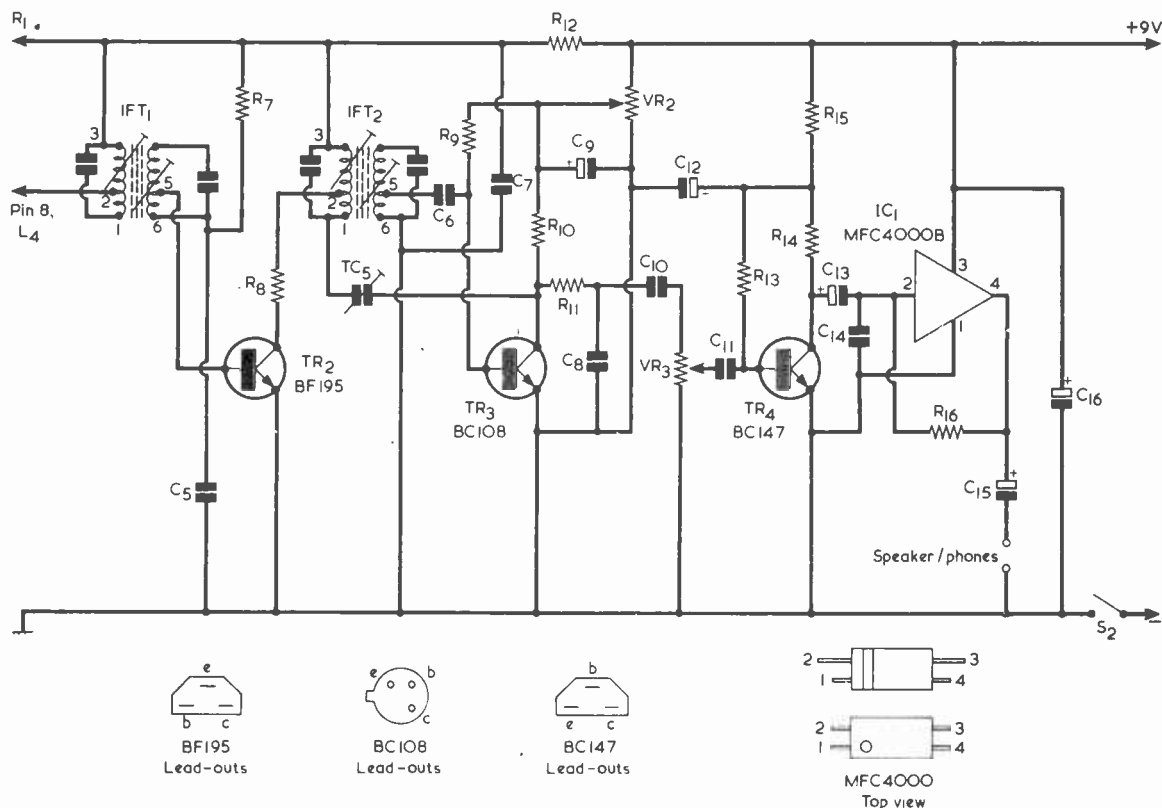 R1
R12
+9V
IFT1
R7
IFT2
R9
VR2
R15
3
3
C9
C12
5
5
C7
C6
2
2
Pin 8,
L4
1
6
1
6
R10
R14
IC1
MFC4000B
R13
C13
3
2
4
R8
TC5
R11
C10
1
C14
C8
VR3
C11
TR2
BF195
TR3
BC108
TR4
BC147
R16
C16
C5
C15
+
+
+
+
-
Speaker/phones
S2
−
e
b
c
BF195
Lead-outs
e
b
c
BC108
Lead-outs
b
e
c
BC147
Lead-outs
2
3
1
4
2
3
1
4
MFC4000
Top view